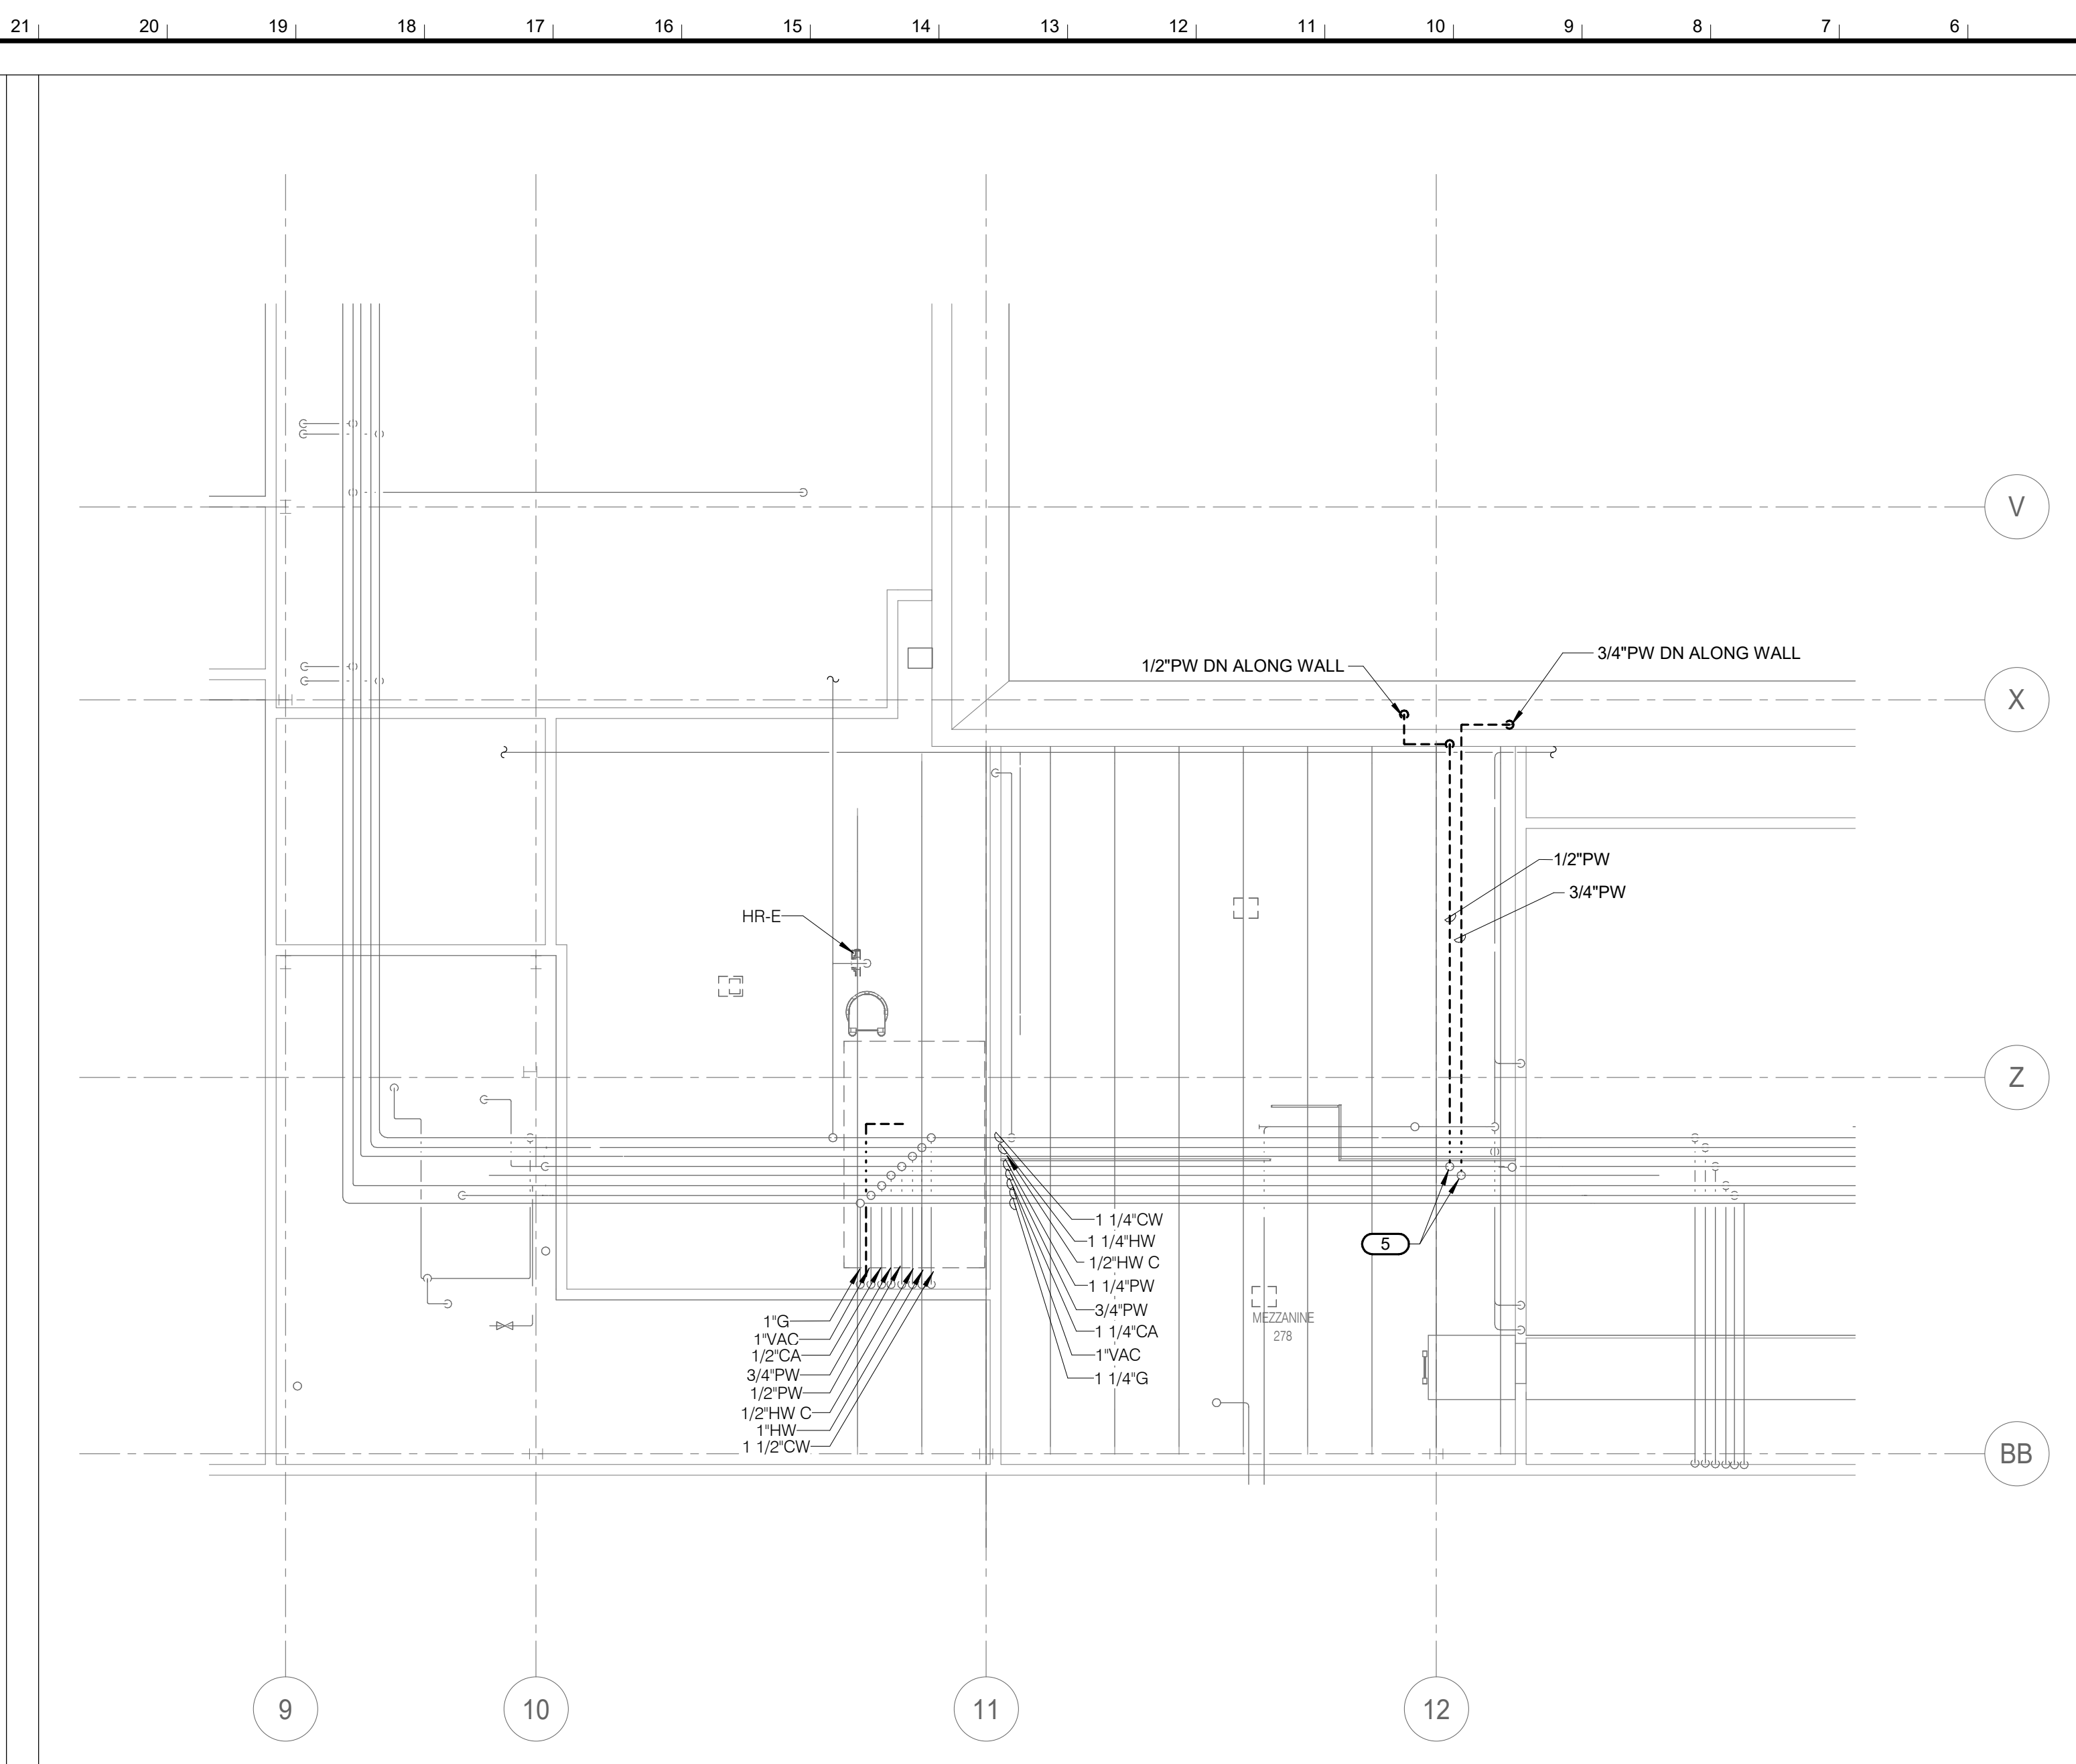 21 20 19 18 17 16 15 14 13 12 11 10 9 8 7 6
V
1/2"PW DN ALONG WALL
3/4"PW DN ALONG WALL
X
1/2"PW
3/4"PW
HR-E
Z
1 1/4"CW
1 1/4"HW
1/2"HW C
1 1/4"PW
3/4"PW
1 1/4"CA
1"VAC
1 1/4"G
5
MEZZANINE
278
1"G
1"VAC
1/2"CA
3/4"PW
1/2"PW
1/2"HW C
1"HW
1 1/2"CW
BB
9 10 11 12